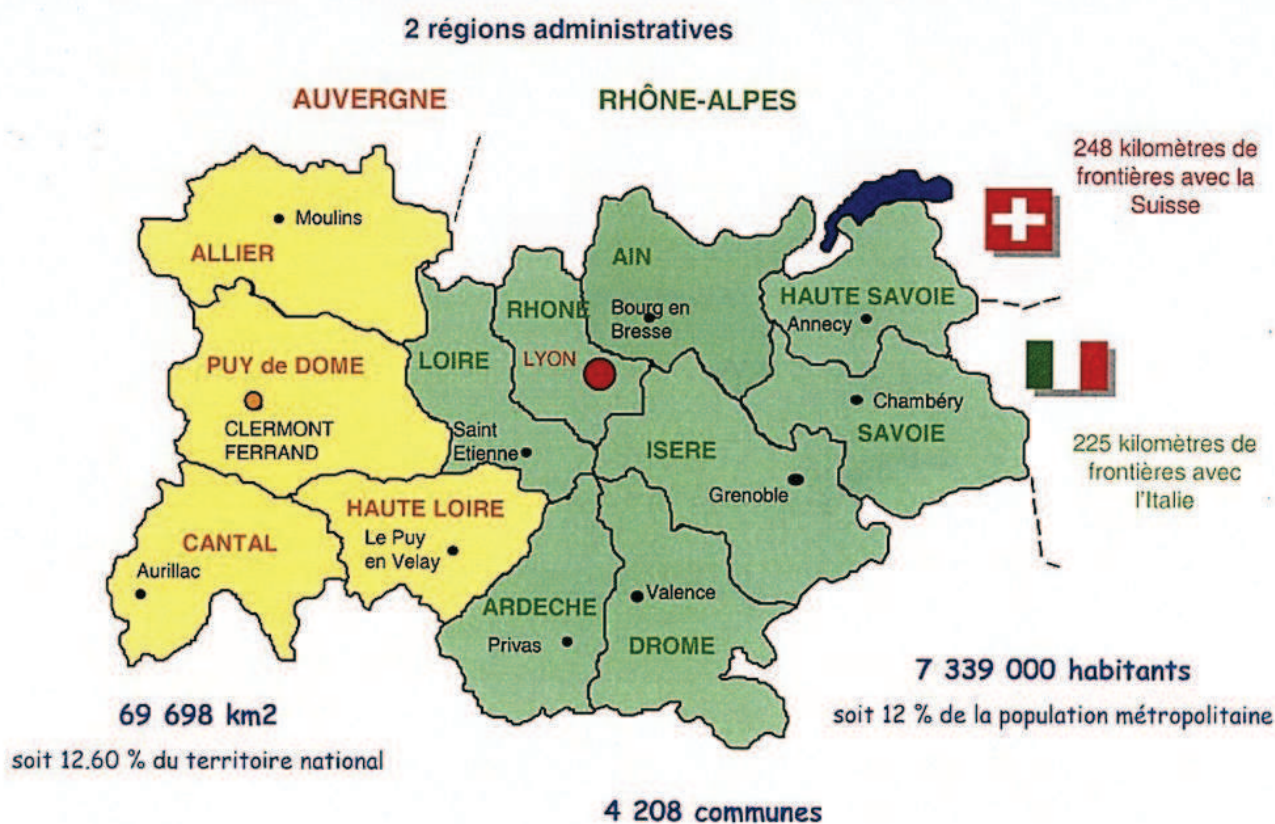 2 régions administratives
AUVERGNE
RHÔNE-ALPES
248 kilomètres de
frontières avec la
Suisse
Moulins
ALLIER
AIN
RHONE
Bourg en
Bresse
HAUTE SAVOIE
Annecy
PUY de DOME
LOIRE
LYON
CLERMONT
FERRAND
Chambéry
SAVOIE
Saint
Etienne
ISERE
225 kilomètres de
frontières avec
l'Italie
Grenoble
HAUTE LOIRE
Le Puy
en Velay
CANTAL
Aurillac
ARDECHE
Privas
Valence
DROME
7 339 000 habitants
soit 12 % de la population métropolitaine
69 698 km2
soit 12.60 % du territoire national
4 208 communes